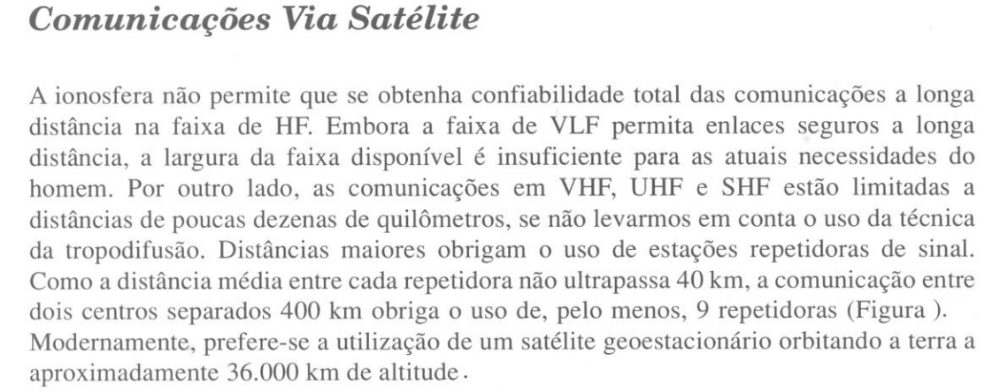 Comunicações Via Satélite
A ionosfera não permite que se obtenha confiabilidade total das comunicações a longa
distância na faixa de HF. Embora a faixa de VLF permita enlaces seguros a longa
distância, a largura da faixa disponível é insuficiente para as atuais necessidades do
homem. Por outro lado, as comunicações em VHF, UHF e SHF estão limitadas a
distâncias de poucas dezenas de quilômetros, se não levarmos em conta o uso da técnica
da tropodifusão. Distâncias maiores obrigam o uso de estações repetidoras de sinal.
Como a distância média entre cada repetidora não ultrapassa 40 km, a comunicação entre
dois centros separados 400 km obriga o uso de, pelo menos, 9 repetidoras (Figura ).
Modernamente, prefere-se a utilização de um satélite geoestacionário orbitando a terra a
aproximadamente 36.000 km de altitude.